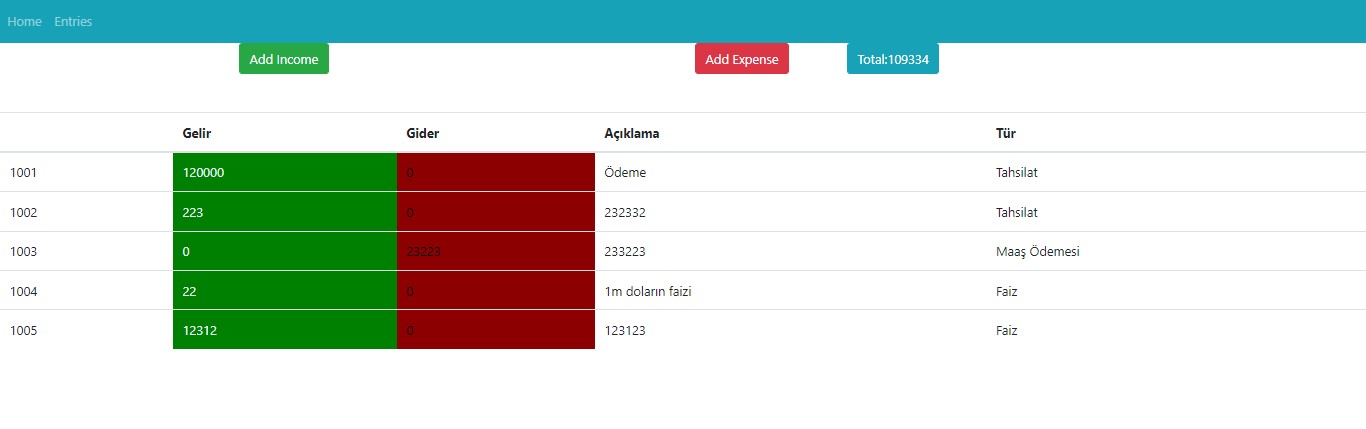 Home Entries
Add Income Add Expense Total:109334
Gelir Gider Açıklama Tür
1001 120000 0 Ödeme Tahsilat
1002 223 0 232332 Tahsilat
1003 0 23223 233223 Maaş Ödemesi
1004 22 0 1m doların faizi Faiz
1005 12312 0 123123 Faiz